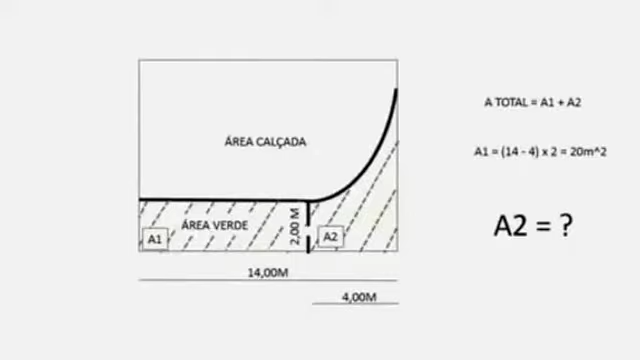 A TOTAL = A1 + A2
ÁREA CALÇADA
A1 = (14 - 4) x 2 = 20m^2
ÁREA VERDE
2,00 M
A1
A2
A2 = ?
14,00M
4,00M